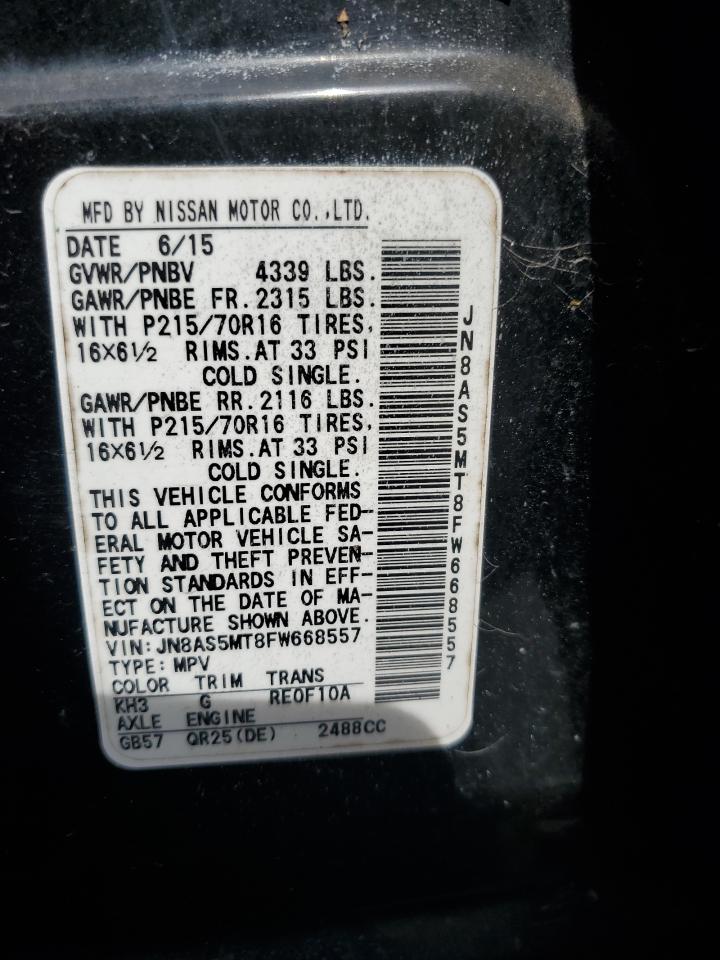 MFD BY NISSAN MOTOR CO.,LTD.
DATE 6/15
GVWR/PNBV 4339 LBS.
GAWR/PNBE FR. 2315 LBS.
WITH P215/70R16 TIRES,
16X6½ RIMS.AT 33 PSI
COLD SINGLE.
GAWR/PNBE RR. 2116 LBS.
WITH P215/70R16 TIRES,
16X6½ RIMS.AT 33 PSI
COLD SINGLE.
THIS VEHICLE CONFORMS
TO ALL APPLICABLE FED-
ERAL MOTOR VEHICLE SA-
FETY AND THEFT PREVEN-
TION STANDARDS IN EFF-
ECT ON THE DATE OF MA-
NUFACTURE SHOWN ABOVE.
VIN: JN8AS5MT8FW668557
TYPE: MPV
COLOR TRIM TRANS
KH3 G RE0F10A
AXLE ENGINE
GB57 QR25(DE) 2488CC
JN8AS5MT8FW668557